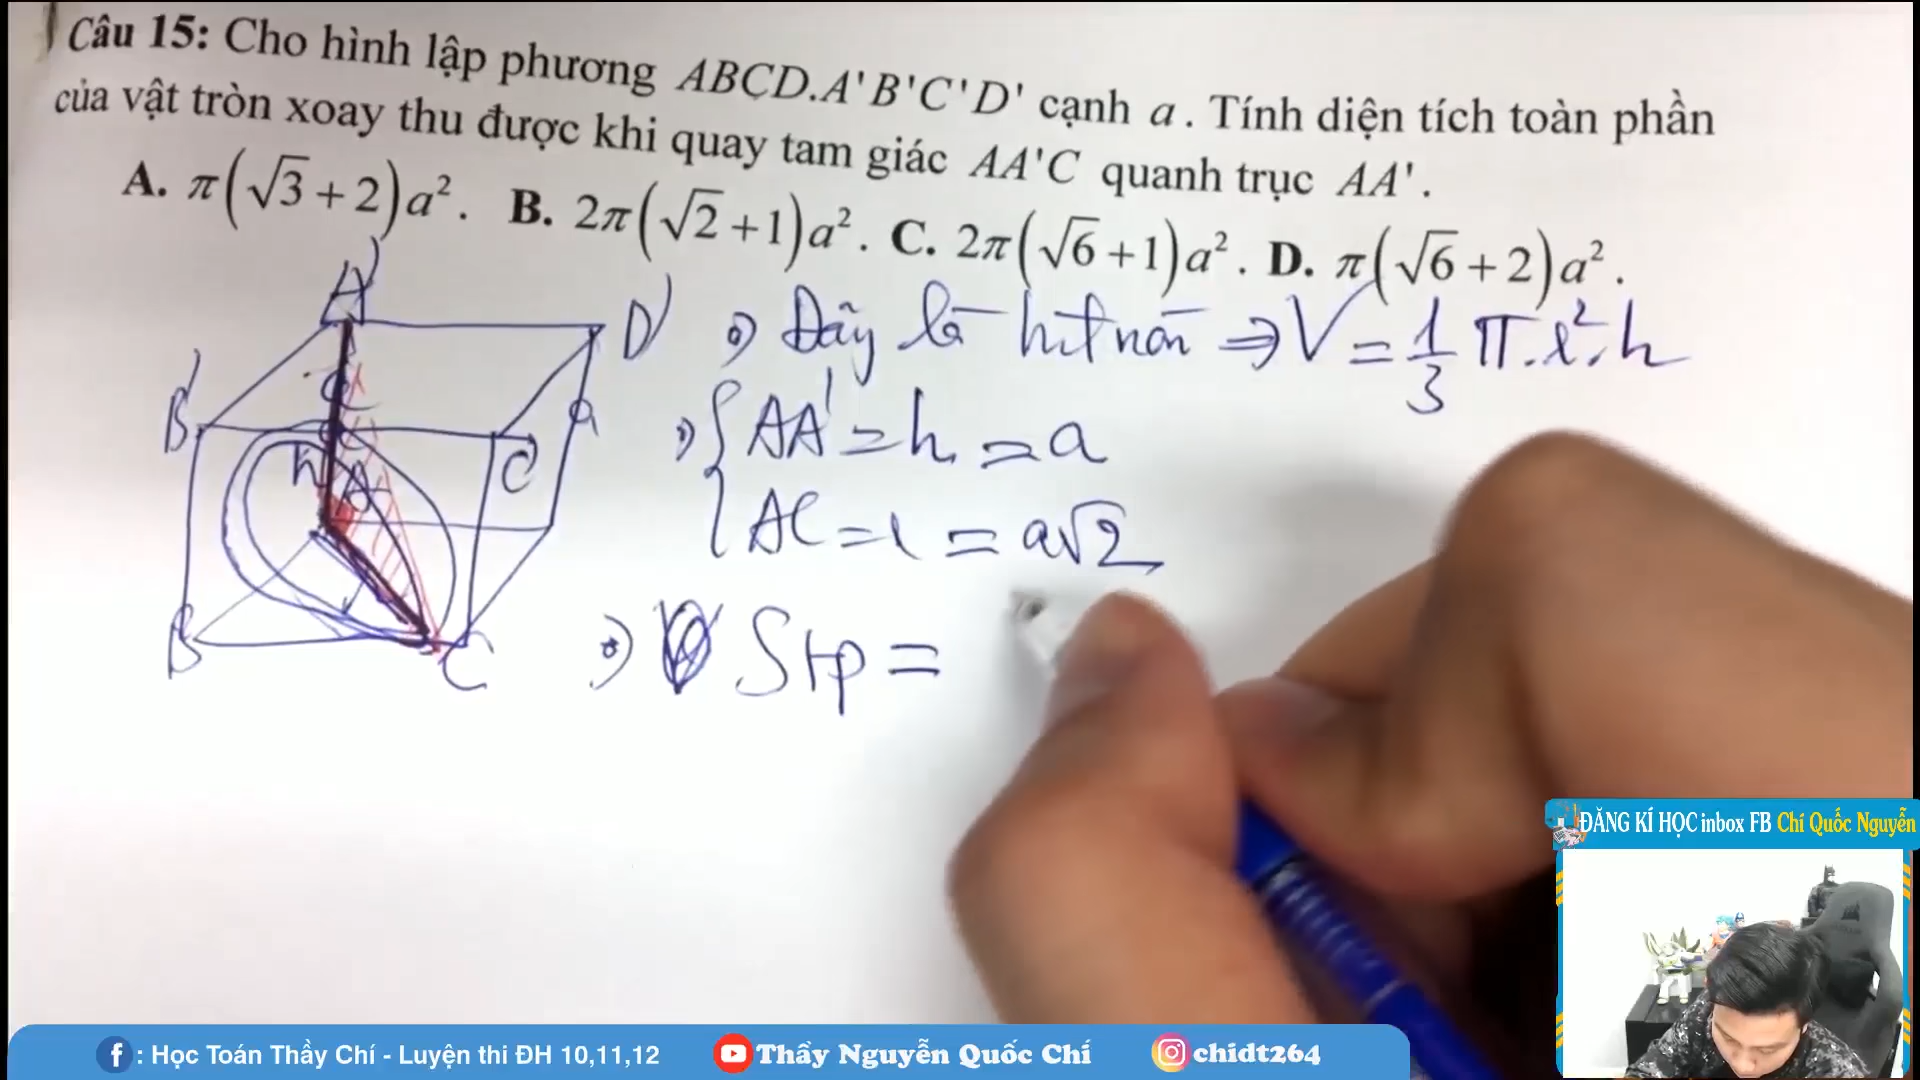 Câu 15: Cho hình lập phương ABCD.A'B'C'D' cạnh a. Tính diện tích toàn phần
của vật tròn xoay thu được khi quay tam giác AA'C quanh trục AA'.
A. π(√3+2)a². B. 2π(√2+1)a². C. 2π(√6+1)a². D. π(√6+2)a².
A'
D'
Đây là hình nón ⇒ V = 1/3 π.r².h
B'
a
AA' = h = a
C'
h
A
AC = r = a√2
Stp =
B
C
ĐĂNG KÍ HỌC inbox FB Chí Quốc Nguyễn
: Học Toán Thầy Chí - Luyện thi ĐH 10,11,12
Thầy Nguyễn Quốc Chí
chidt264